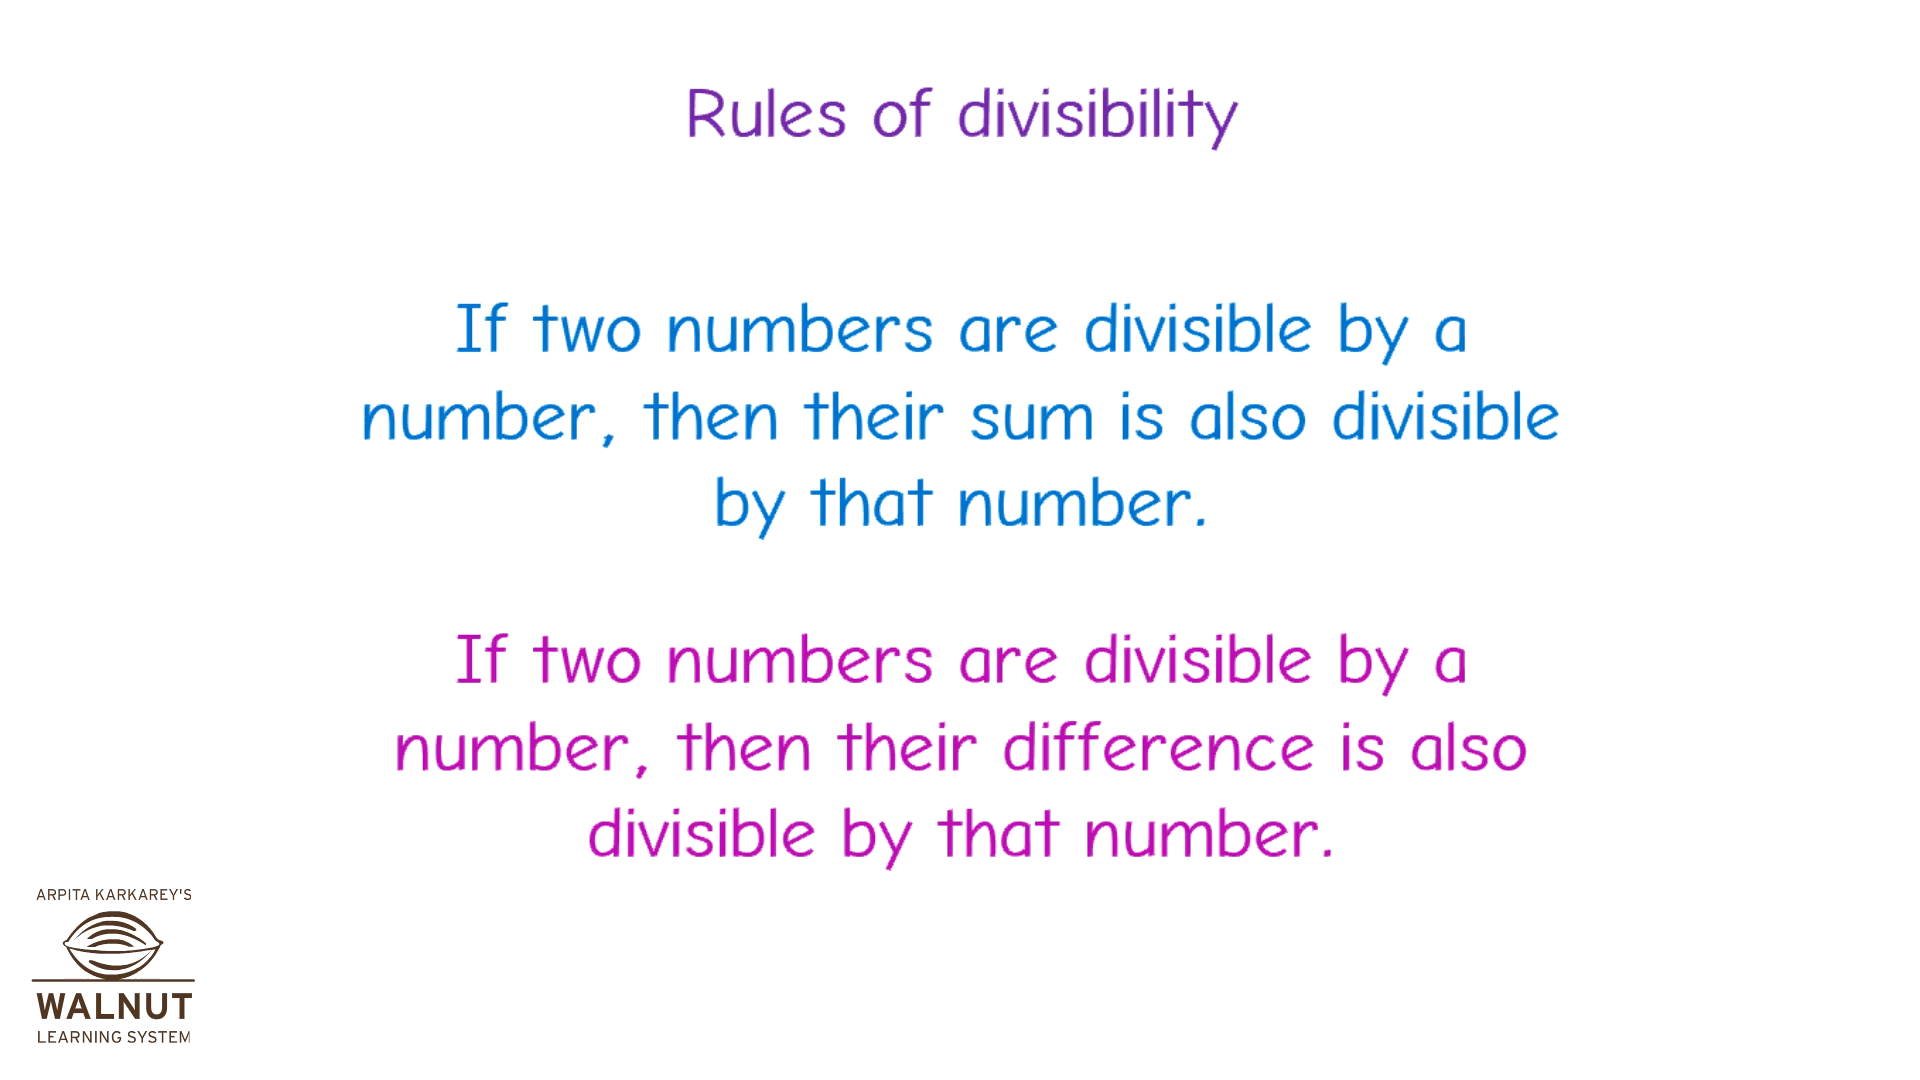 Rules of divisibility
If two numbers are divisible by a
number, then their sum is also divisible
by that number.
If two numbers are divisible by a
number, then their difference is also
divisible by that number.
ARPITA KARKAREY'S
WALNUT
LEARNING SYSTEM